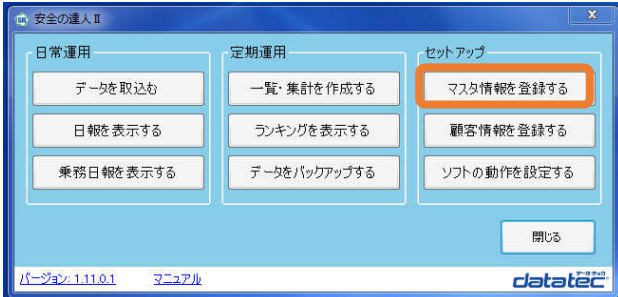 安全の達人Ⅱ
日常運用
データを取込む
日報を表示する
乗務日報を表示する
定期運用
一覧・集計を作成する
ランキングを表示する
データをバックアップする
セットアップ
マスタ情報を登録する
顧客情報を登録する
ソフトの動作を設定する
閉じる
バージョン: 1.11.0.1 マニュアル
データテック
datatec